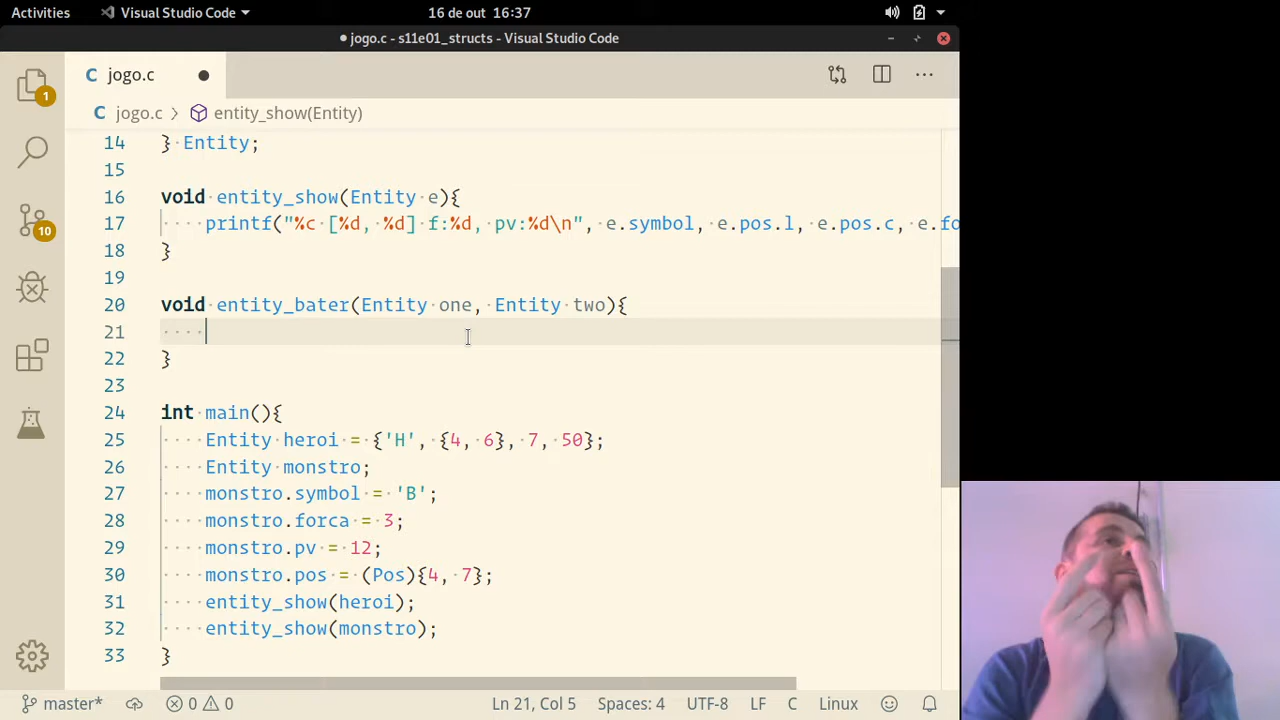 Activities Visual Studio Code 16 de out 16:37
jogo.c - s11e01_structs - Visual Studio Code
C jogo.c
C jogo.c > entity_show(Entity)
1
10
14 } Entity;
15
16 void entity_show(Entity e){
17 printf("%c [%d, %d] f:%d, pv:%d\n", e.symbol, e.pos.l, e.pos.c, e.fo
18 }
19
20 void entity_bater(Entity one, Entity two){
21
22 }
23
24 int main(){
25 Entity heroi = {'H', {4, 6}, 7, 50};
26 Entity monstro;
27 monstro.symbol = 'B';
28 monstro.forca = 3;
29 monstro.pv = 12;
30 monstro.pos = (Pos){4, 7};
31 entity_show(heroi);
32 entity_show(monstro);
33 }
master* 0 0 Ln 21, Col 5 Spaces: 4 UTF-8 LF C Linux